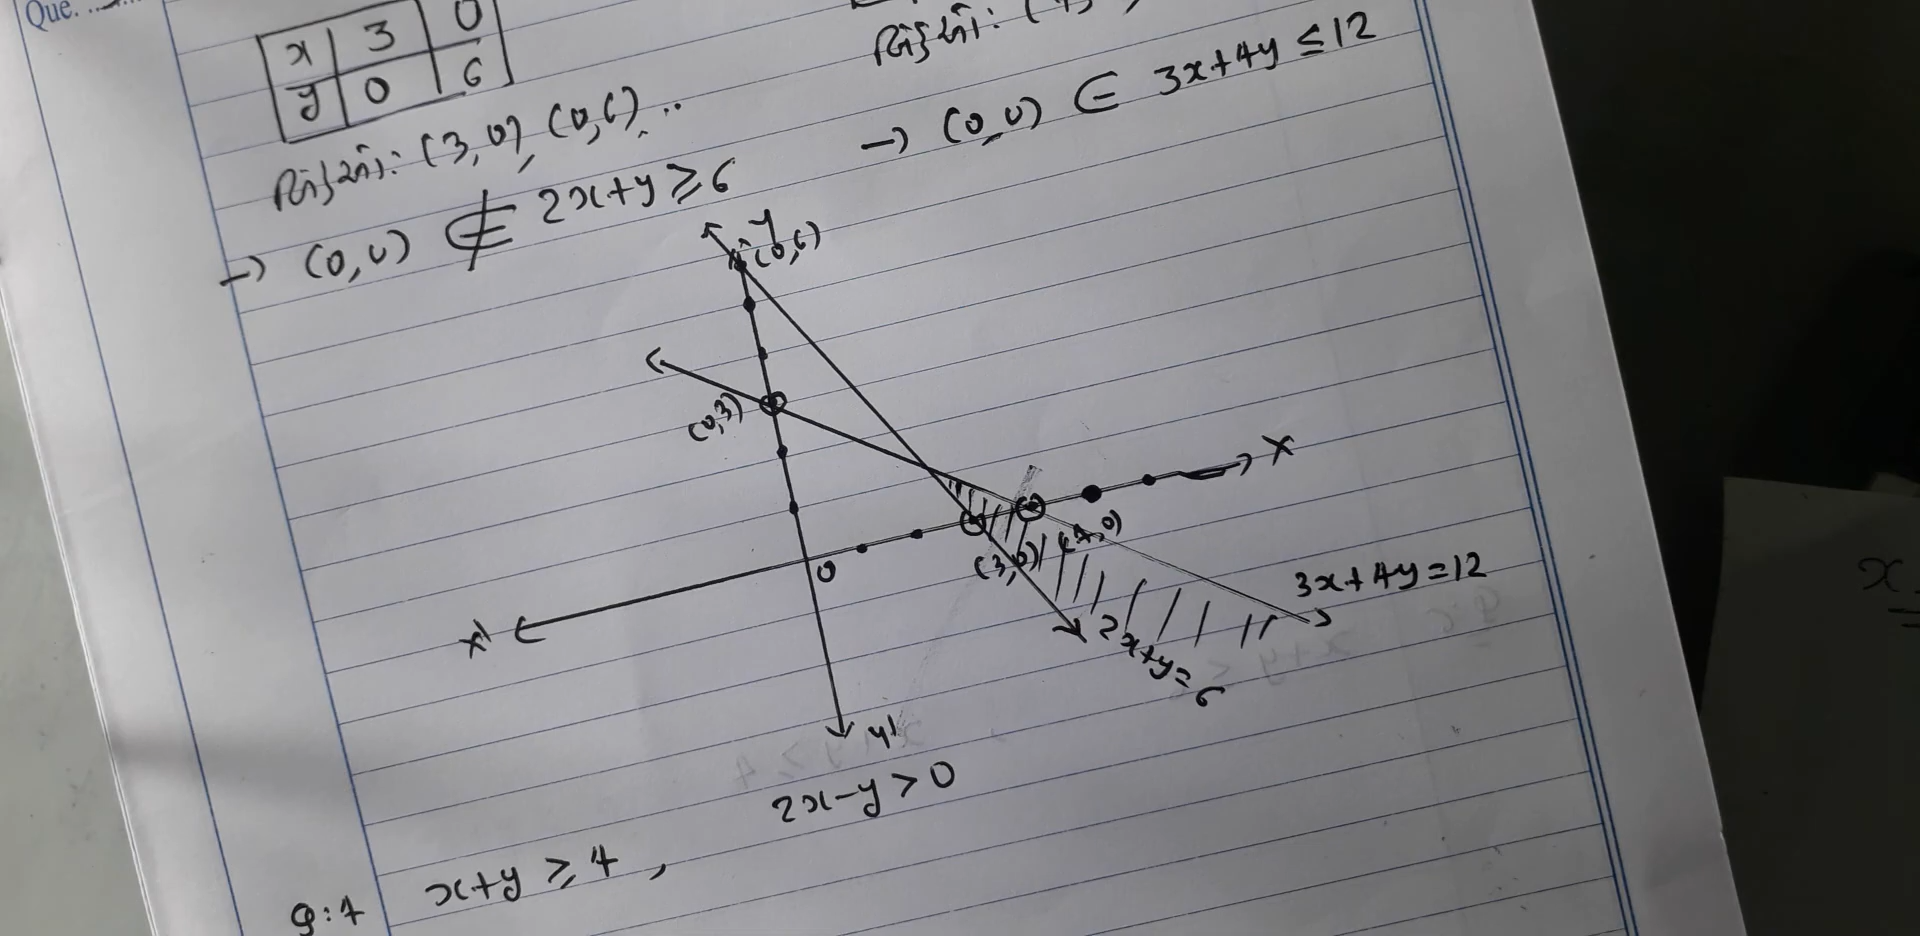 Que.
x | 3 | 0
y | 0 | 6
(3,0), (0,6)...
→ (0,0) ∉ 2x+y ≥ 6
→ (0,0) ∈ 3x+4y ≤ 12
y
(0,6)
(0,3)
X
(3,0) (4,0)
0
3x+4y=12
X'
2x+y=6
y'
2x-y > 0
x+y ≥ 4 ,
x